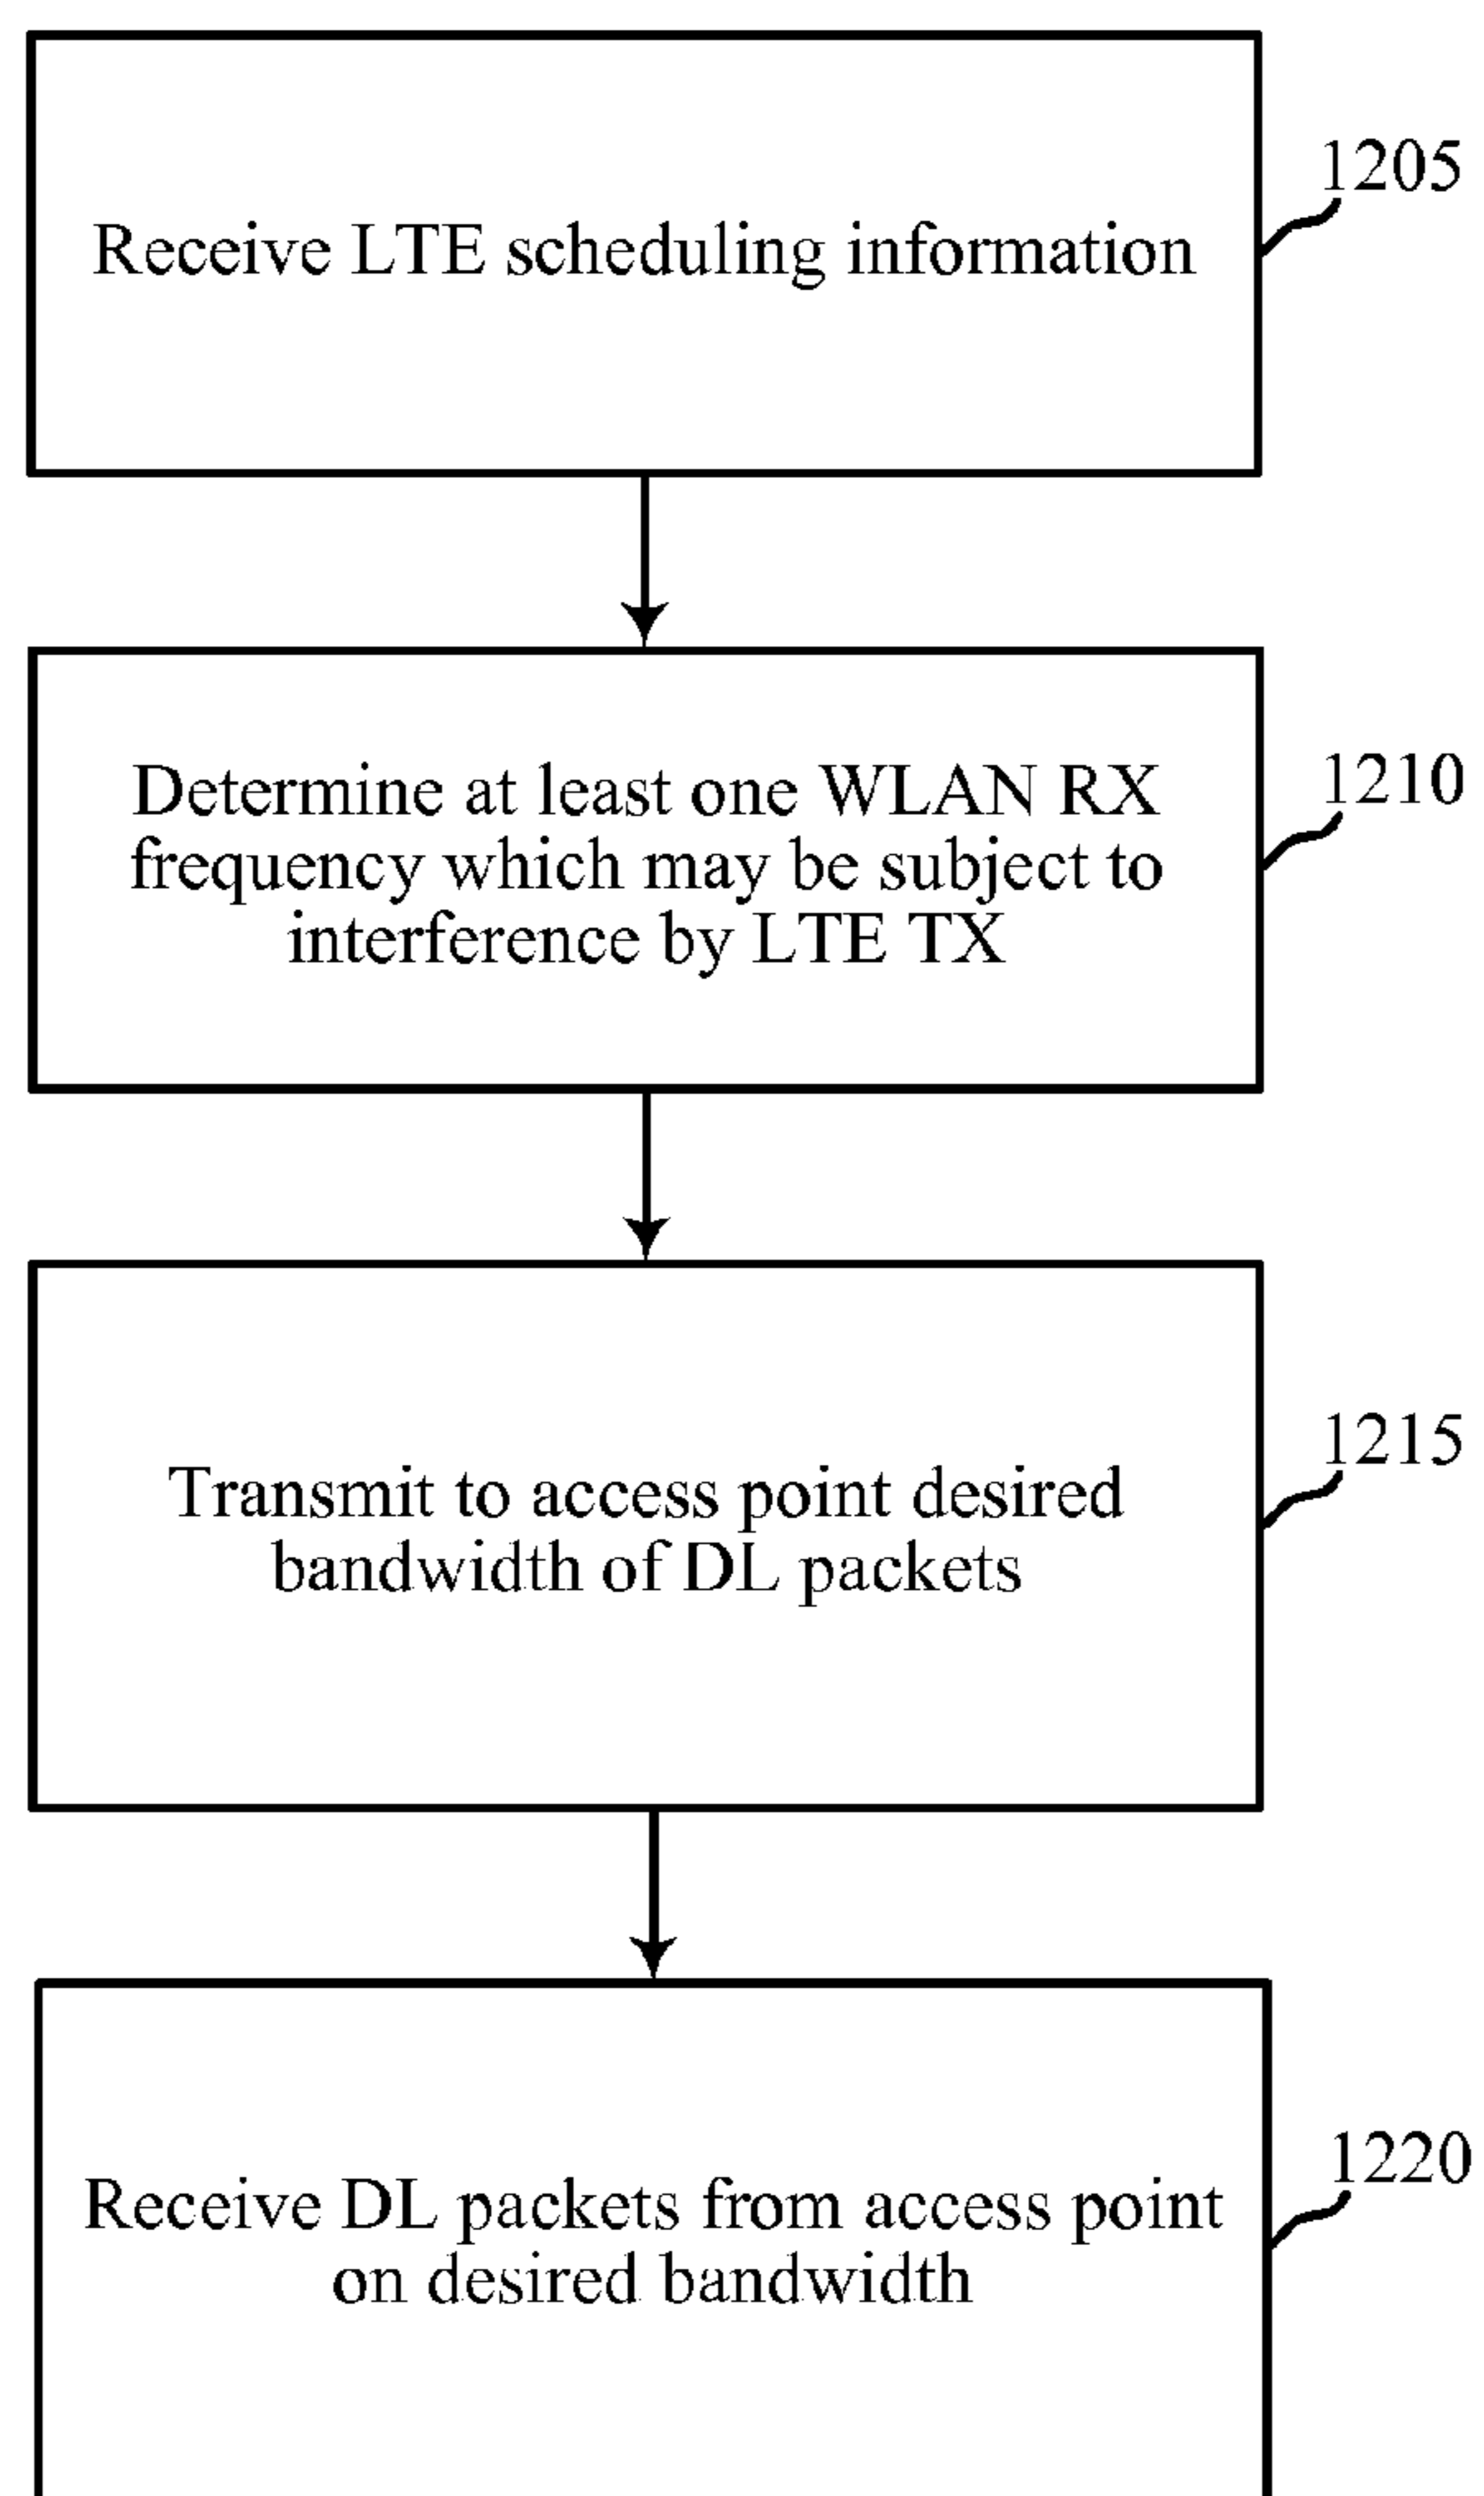 1205
Receive LTE scheduling information
1210
Determine at least one WLAN RX
frequency which may be subject to
interference by LTE TX
1215
Transmit to access point desired
bandwidth of DL packets
1220
Receive DL packets from access point
on desired bandwidth